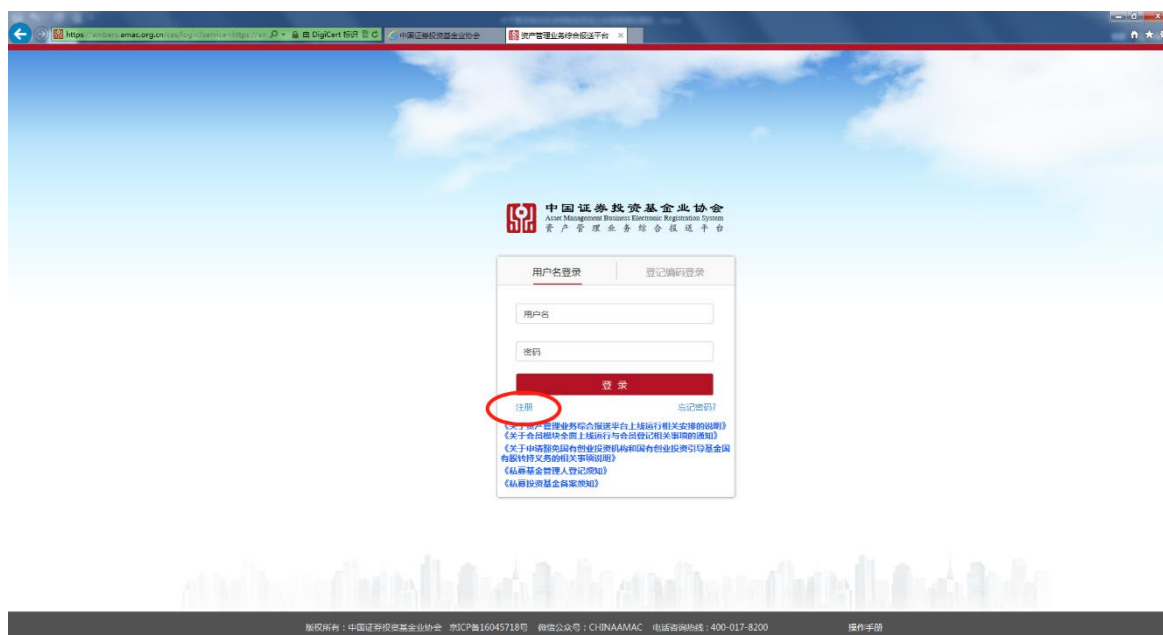 https://ambers.amac.org.cn/cas/login?service=https://am
DigiCert 标识
中国证券投资基金业协会
资产管理业务综合报送平台
中国证券投资基金业协会
Asset Management Business Electronic Registration System
资产管理业务综合报送平台
用户名登录
登记编码登录
用户名
密码
登 录
注册
忘记密码?
《关于资产管理业务综合报送平台上线运行相关安排的说明》
《关于会员模块全面上线运行与会员登记相关事项的通知》
《关于申请豁免国有创业投资机构和国有创业投资引导基金国
有股转持义务的相关事项说明》
《私募基金管理人登记须知》
《私募投资基金备案须知》
版权所有：中国证券投资基金业协会 京ICP备16045718号 微信公众号：CHINAAMAC 电话咨询热线：400-017-8200
操作手册